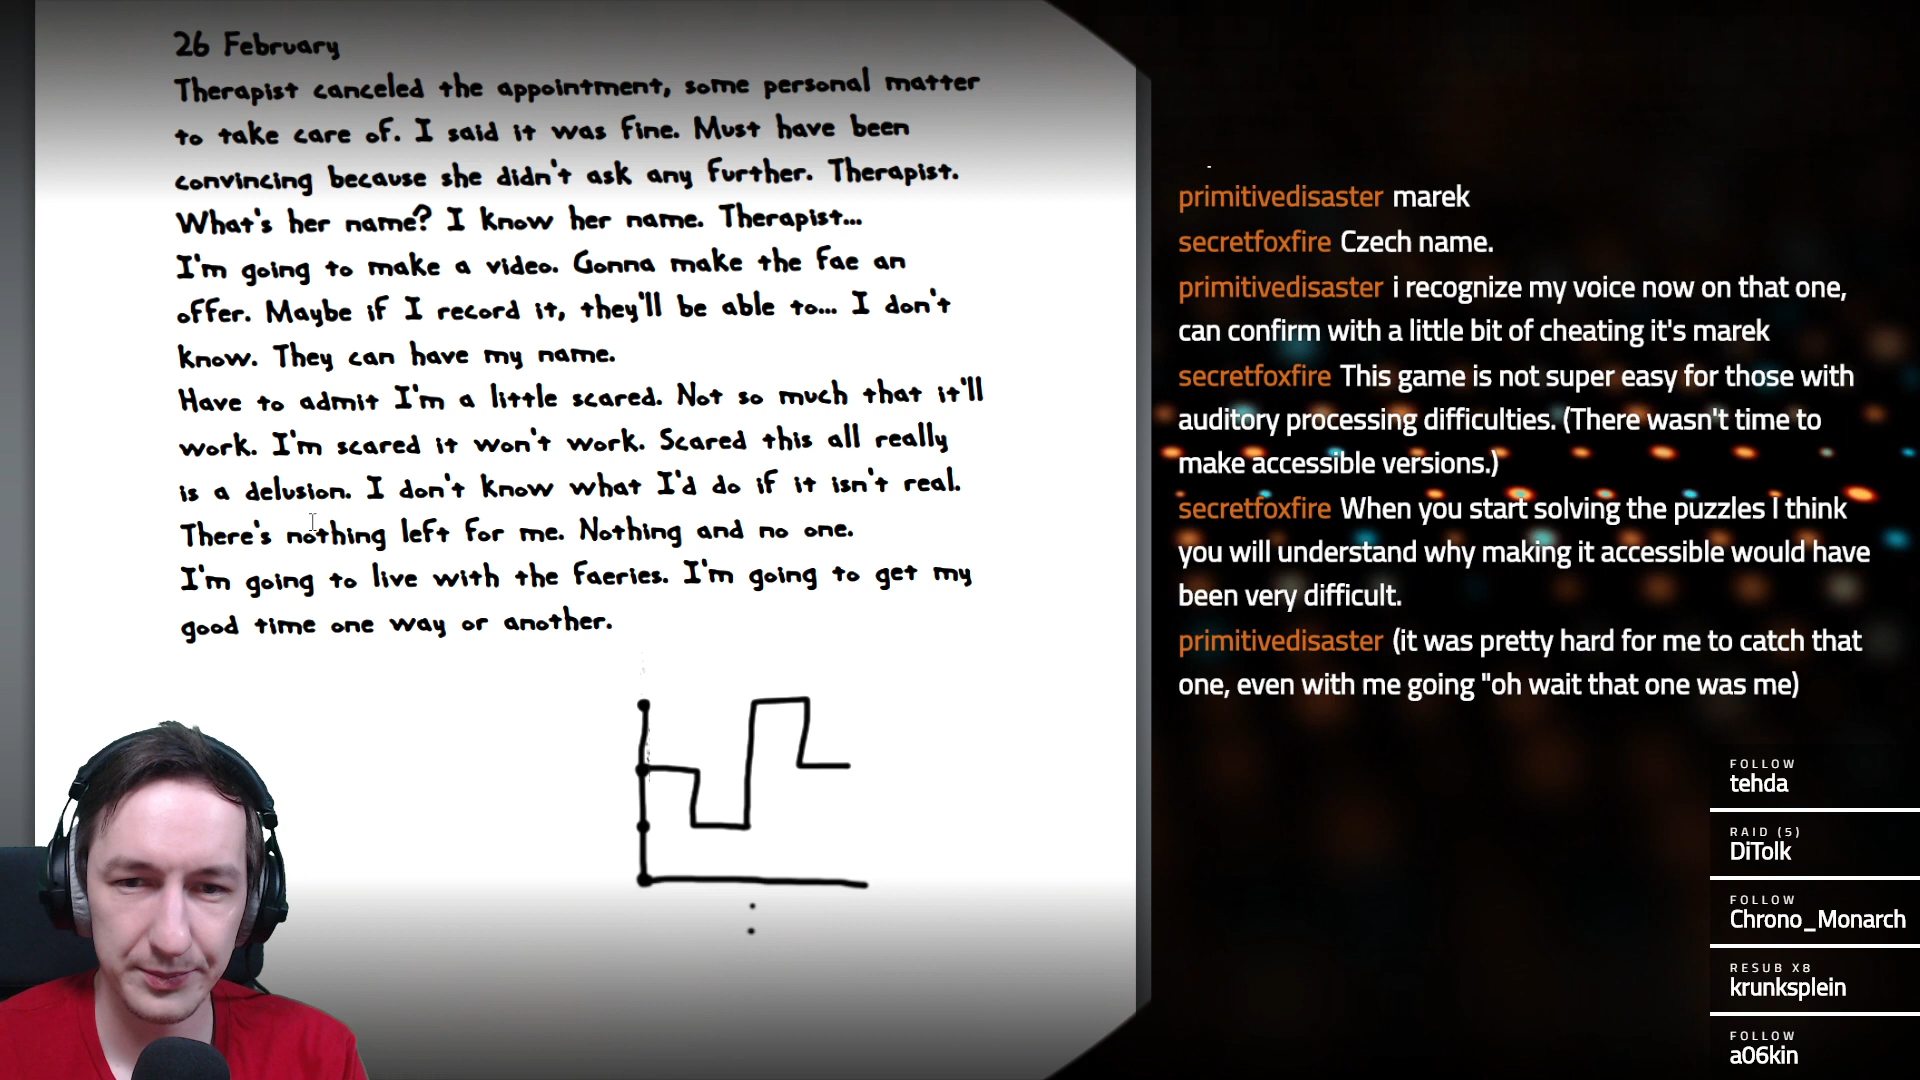 26 February
Therapist canceled the appointment, some personal matter
to take care of. I said it was fine. Must have been
convincing because she didn't ask any further. Therapist.
What's her name? I know her name. Therapist...
I'm going to make a video. Gonna make the Fae an
offer. Maybe if I record it, they'll be able to... I don't
know. They can have my name.
Have to admit I'm a little scared. Not so much that it'll
work. I'm scared it won't work. Scared this all really
is a delusion. I don't know what I'd do if it isn't real.
There's nothing left for me. Nothing and no one.
I'm going to live with the faeries. I'm going to get my
good time one way or another.
primitivedisaster marek
secretfoxfire Czech name.
primitivedisaster i recognize my voice now on that one,
can confirm with a little bit of cheating it's marek
secretfoxfire This game is not super easy for those with
auditory processing difficulties. (There wasn't time to
make accessible versions.)
secretfoxfire When you start solving the puzzles I think
you will understand why making it accessible would have
been very difficult.
primitivedisaster (it was pretty hard for me to catch that
one, even with me going "oh wait that one was me)
FOLLOW
tehda
RAID (5)
DiTolk
FOLLOW
Chrono_Monarch
RESUB X8
krunksplein
FOLLOW
a06kin